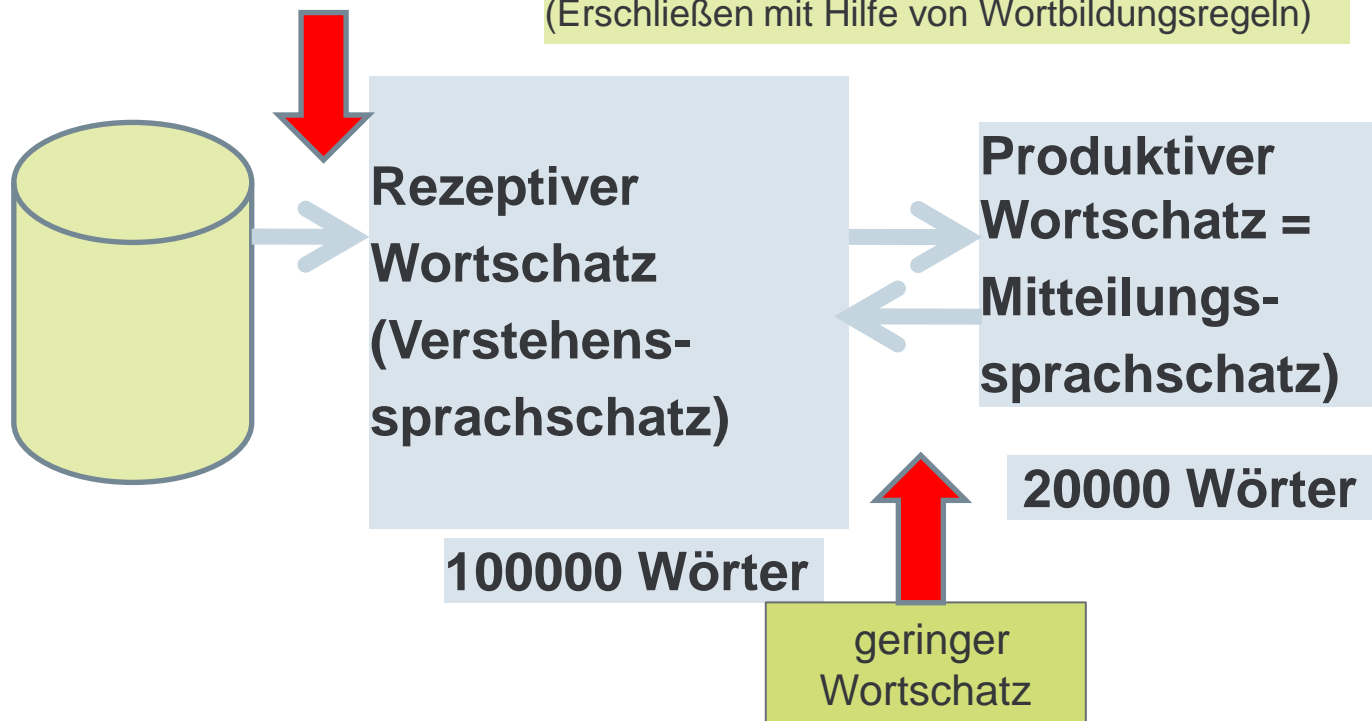 (Erschließen mit Hilfe von Wortbildungsregeln)
Rezeptiver
Wortschatz
(Verstehens-
sprachschatz)
100000 Wörter
Produktiver
Wortschatz =
Mitteilungs-
sprachschatz)
20000 Wörter
geringer
Wortschatz